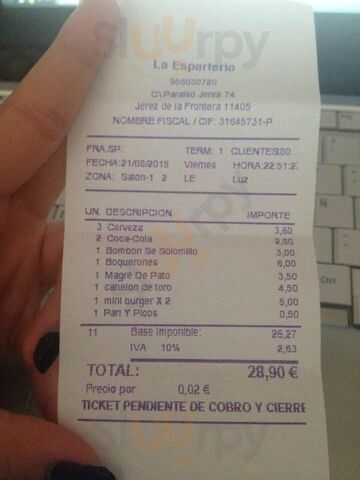 La Esparteria
956030720
C\Paraiso Jerez 7A
Jerez de la Frontera 11405
NOMBRE FISCAL / CIF: 31645731-P
FRA.SP: TERM: 1 CLIENTES:80
FECHA:21/08/2015 Viernes HORA:22:51:2
ZONA: Salón-1 2 LE Luz
UN. DESCRIPCION IMPORTE
3 Cerveza 3,60
2 Coca-Cola 2,80
1 Bombon Se Solomillo 3,00
1 Boquerones 6,00
1 Magre De Pato 3,50
1 canelon de toro 4,50
1 mini burger X 2 5,00
1 Pan Y Picos 0,50
11 Base Imponible: 26,27
IVA 10% 2,63
TOTAL: 28,90 €
Precio por 0,02 €
TICKET PENDIENTE DE COBRO Y CIERRE